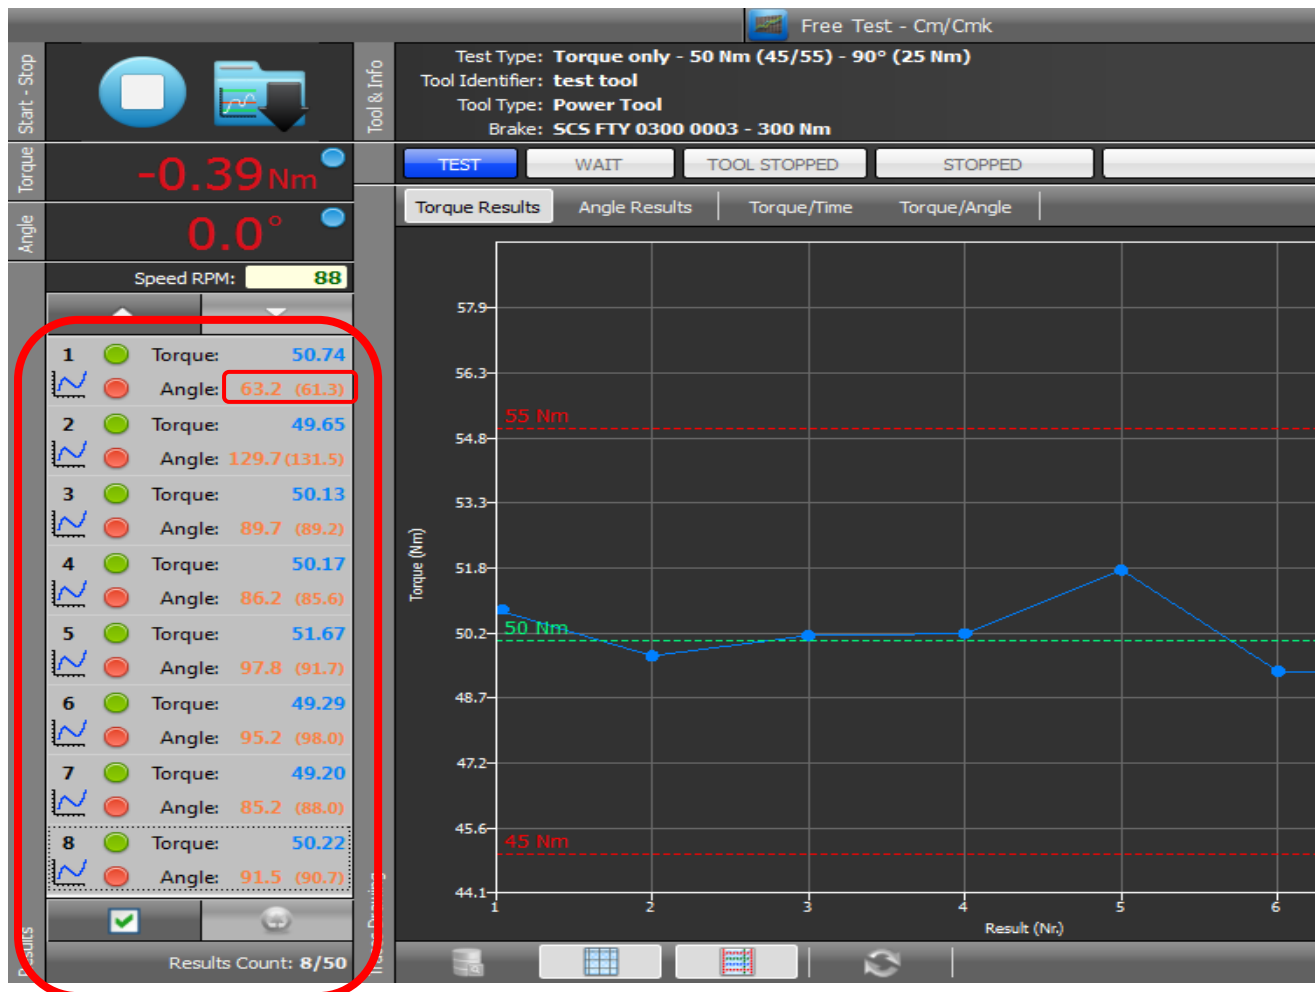 Free Test - Cm/Cmk
Start - Stop
Tool & Info
Test Type: Torque only - 50 Nm (45/55) - 90° (25 Nm)
Tool Identifier: test tool
Tool Type: Power Tool
Brake: SCS FTY 0300 0003 - 300 Nm
Torque
-0.39 Nm
TEST WAIT TOOL STOPPED STOPPED
Angle
0.0°
Torque Results Angle Results Torque/Time Torque/Angle
Speed RPM: 88
1 Torque: 50.74
Angle: 63.2 (61.3)
2 Torque: 49.65
Angle: 129.7 (131.5)
3 Torque: 50.13
Angle: 89.7 (89.2)
4 Torque: 50.17
Angle: 86.2 (85.6)
5 Torque: 51.67
Angle: 97.8 (91.7)
6 Torque: 49.29
Angle: 95.2 (98.0)
7 Torque: 49.20
Angle: 85.2 (88.0)
8 Torque: 50.22
Angle: 91.5 (90.7)
Results
Results Count: 8/50
Drawing
Torque (Nm)
57.9
56.3
54.8
53.3
51.8
50.2
48.7
47.2
45.6
44.1
55 Nm
50 Nm
45 Nm
1 2 3 4 5 6
Result (Nr.)